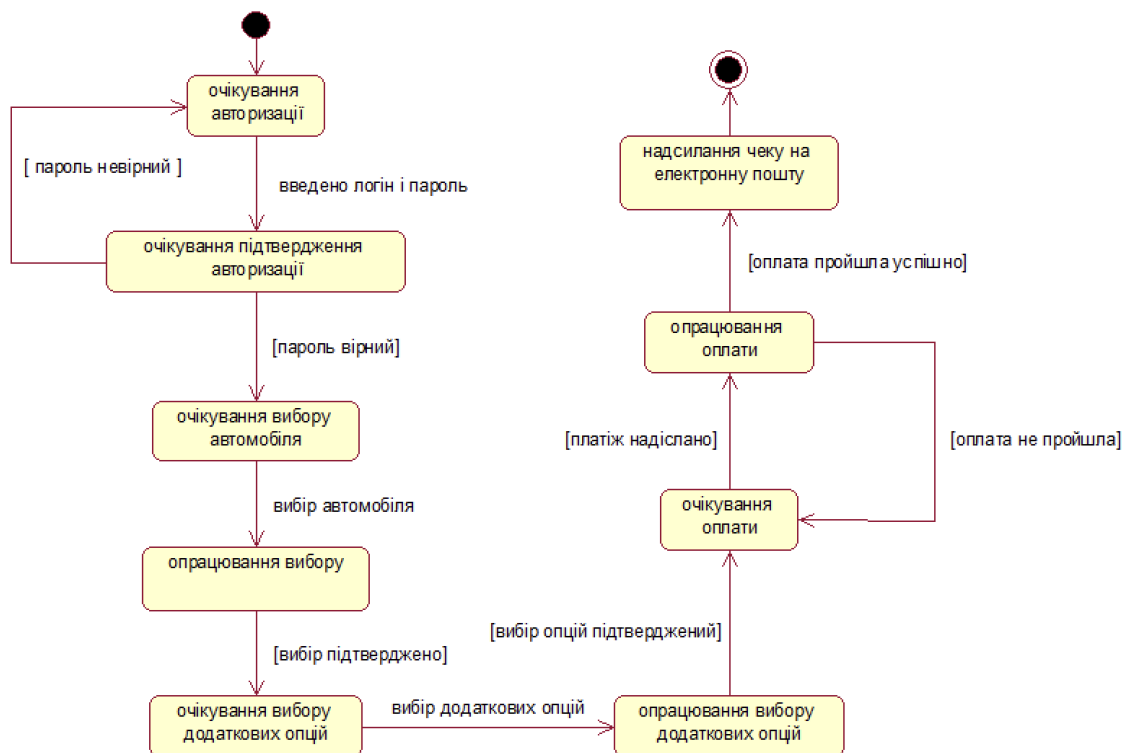 очікування
авторизації
[ пароль невірний ]
введено логін і пароль
очікування підтвердження
авторизації
[пароль вірний]
очікування вибору
автомобіля
вибір автомобіля
опрацювання вибору
[вибір підтверджено]
очікування вибору
додаткових опцій
вибір додаткових опцій
опрацювання вибору
додаткових опцій
[вибір опцій підтверджений]
очікування
оплати
[платіж надіслано]
[оплата не пройшла]
опрацювання
оплати
[оплата пройшла успішно]
надсилання чеку на
електронну пошту